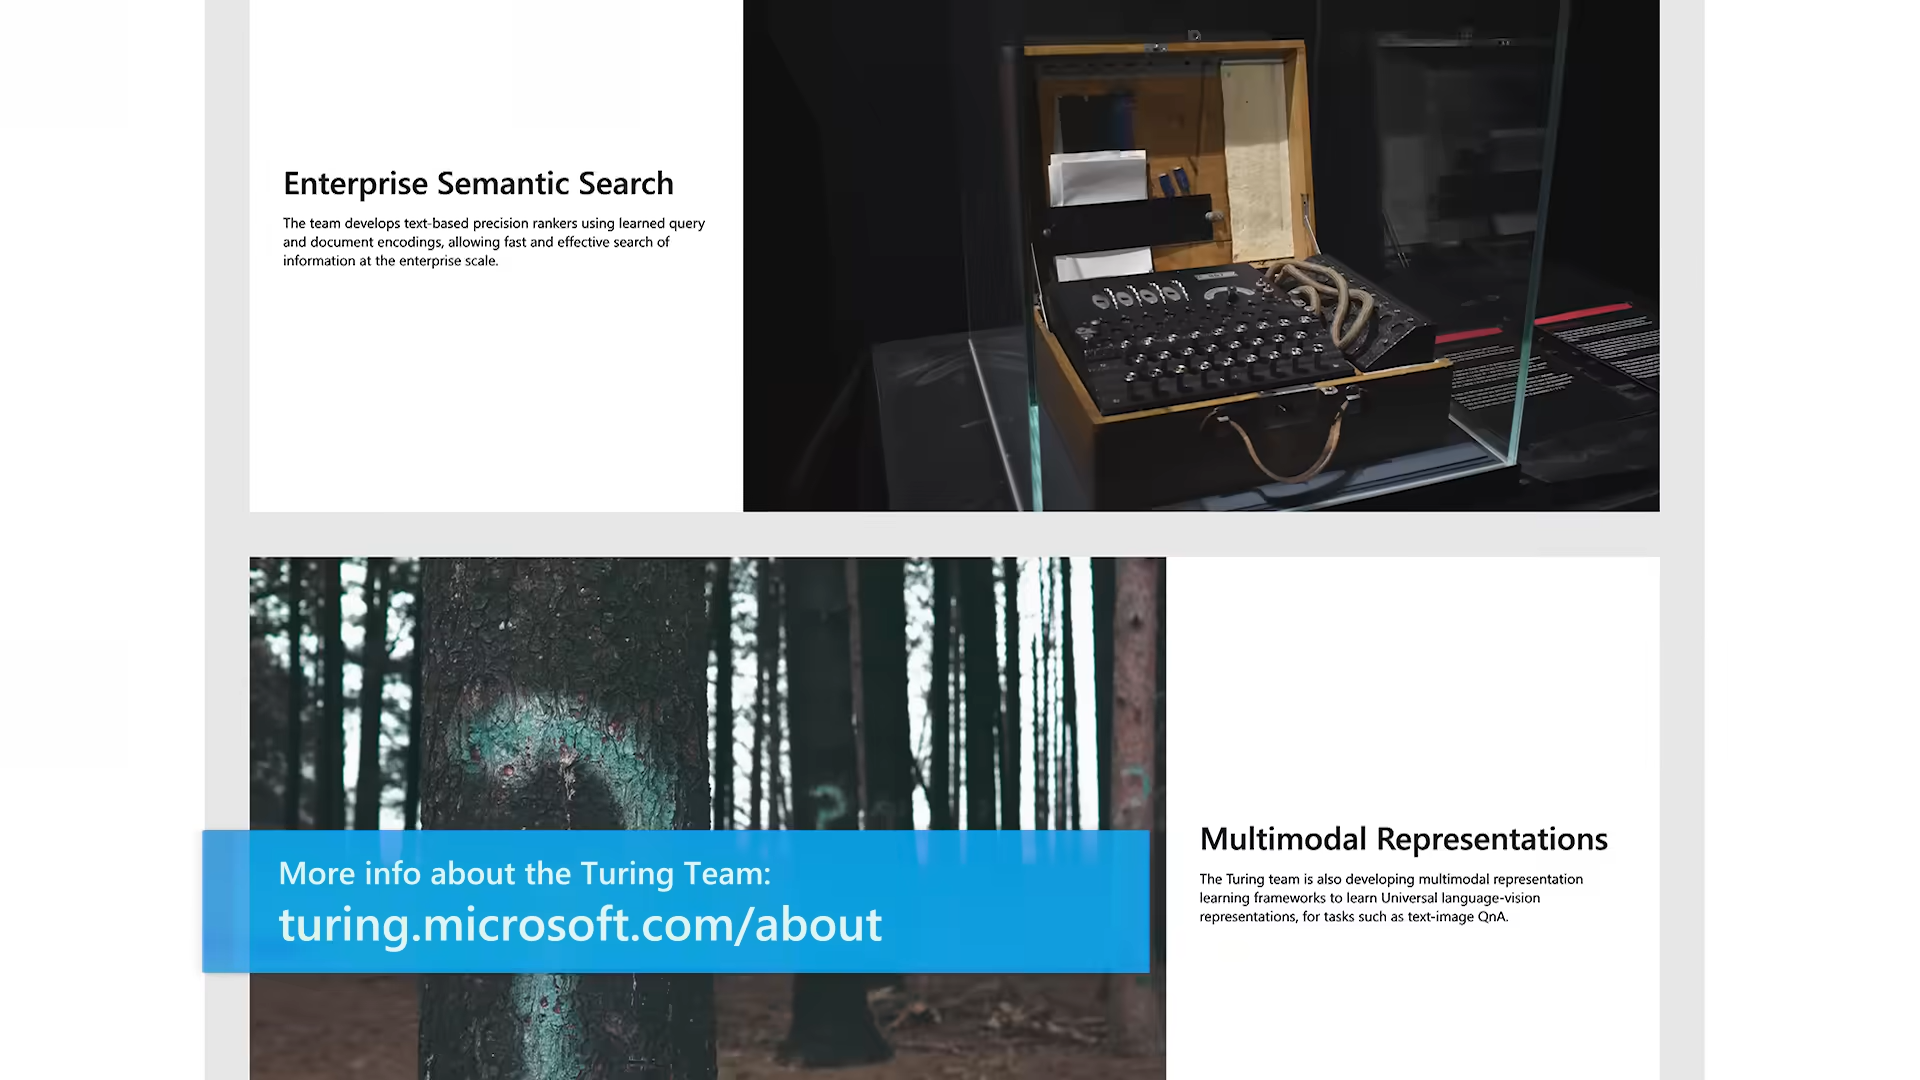 Enterprise Semantic Search
The team develops text-based precision rankers using learned query
and document encodings, allowing fast and effective search of
information at the enterprise scale.
More info about the Turing Team:
turing.microsoft.com/about
Multimodal Representations
The Turing team is also developing multimodal representation
learning frameworks to learn Universal language-vision
representations, for tasks such as text-image QnA.